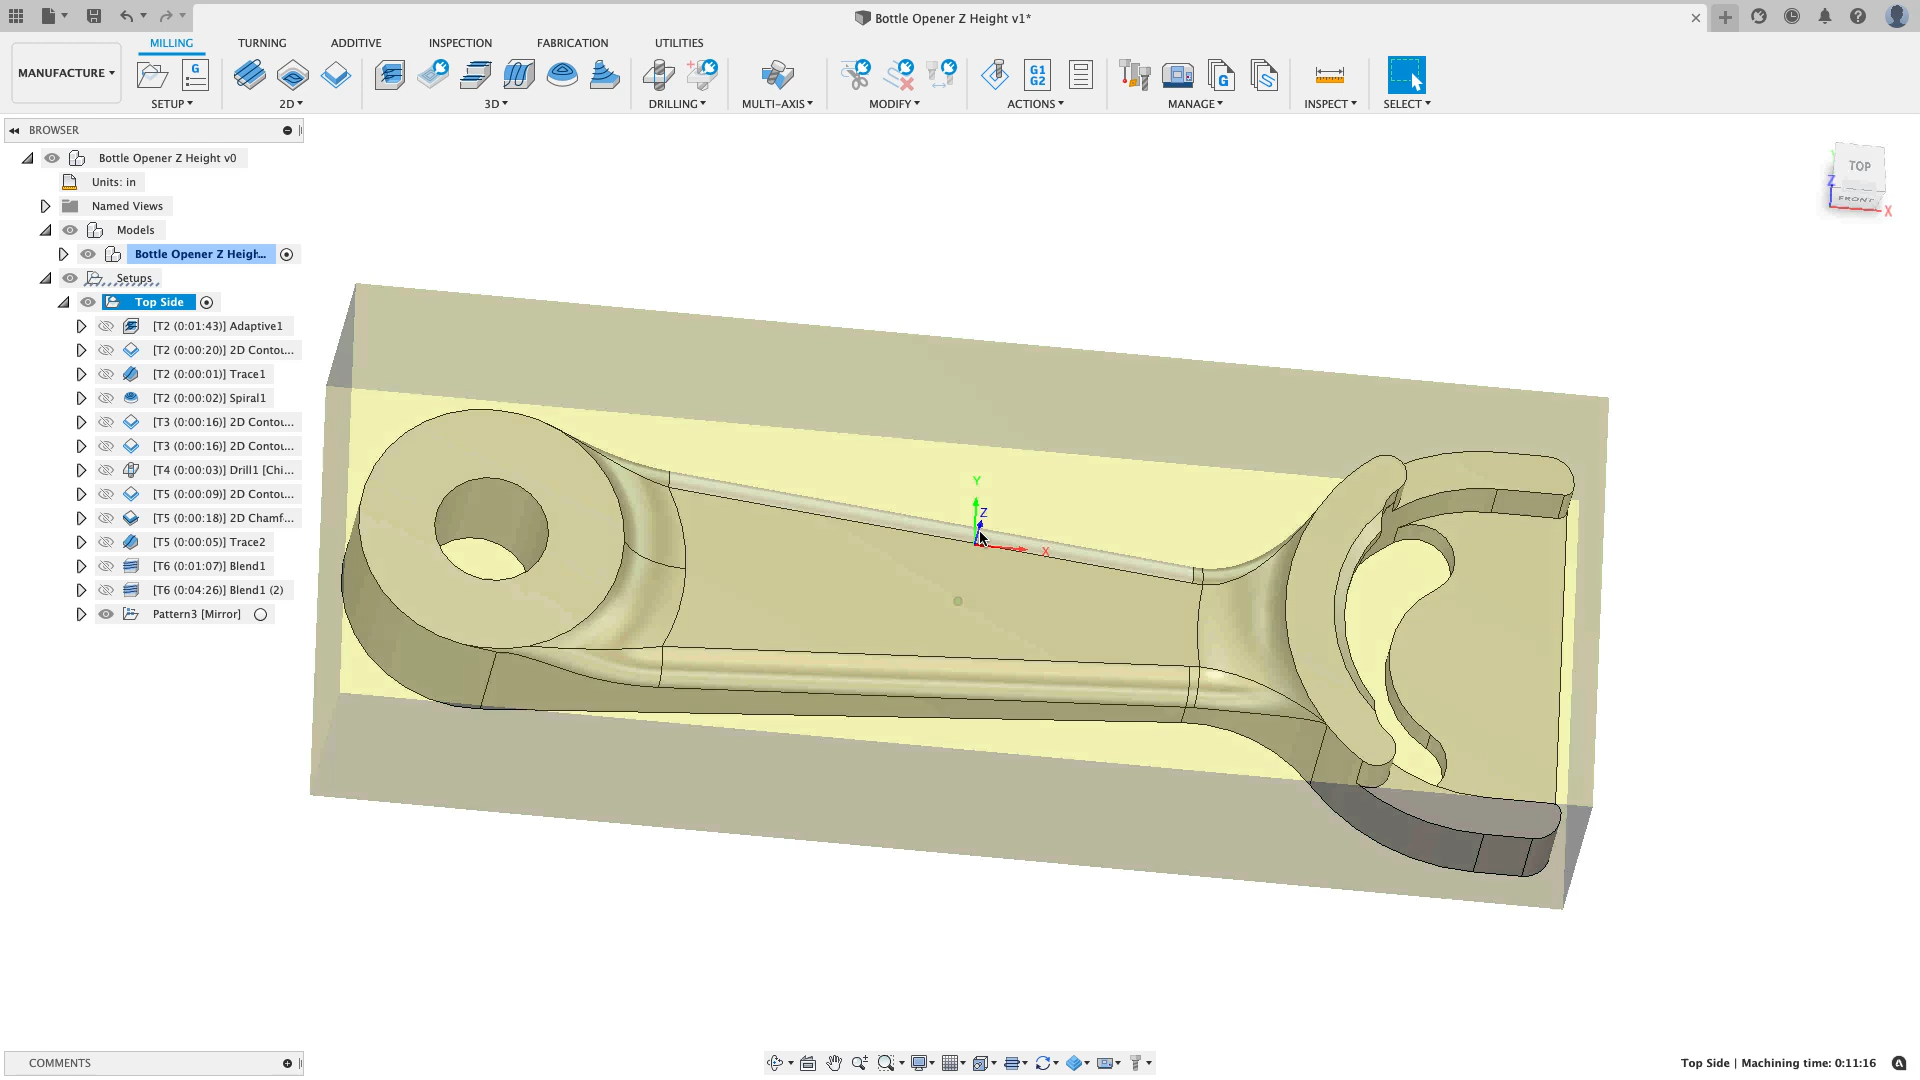 Bottle Opener Z Height v1*
MILLING TURNING ADDITIVE INSPECTION FABRICATION UTILITIES
MANUFACTURE
G
G1
G2
G
SETUP 2D 3D DRILLING MULTI-AXIS MODIFY ACTIONS MANAGE INSPECT SELECT
BROWSER
Bottle Opener Z Height v0
Units: in
Named Views
Models
Bottle Opener Z Heigh...
Setups
Top Side
[T2 (0:01:43)] Adaptive1
[T2 (0:00:20)] 2D Contou...
[T2 (0:00:01)] Trace1
[T2 (0:00:02)] Spiral1
[T3 (0:00:16)] 2D Contou...
[T3 (0:00:16)] 2D Contou...
[T4 (0:00:03)] Drill1 [Chi...
[T5 (0:00:09)] 2D Contou...
[T5 (0:00:18)] 2D Chamf...
[T5 (0:00:05)] Trace2
[T6 (0:01:07)] Blend1
[T6 (0:04:26)] Blend1 (2)
Pattern3 [Mirror]
TOP
FRONT
Z
X
Y
Y
Z
X
COMMENTS
Top Side | Machining time: 0:11:16